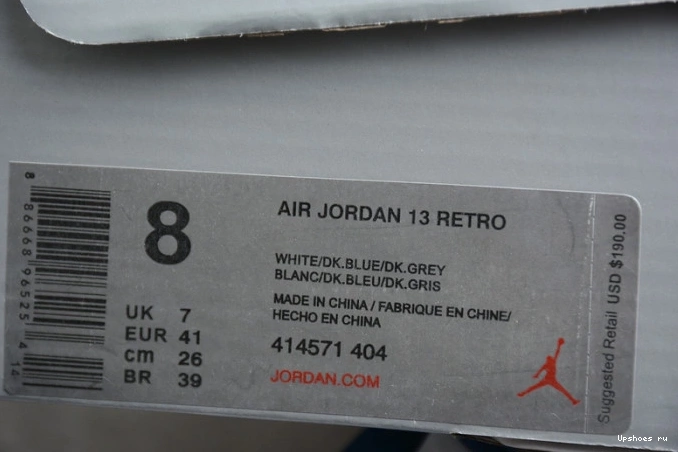 8 86668 96525 4 14
8
UK 7
EUR 41
cm 26
BR 39
AIR JORDAN 13 RETRO
WHITE/DK.BLUE/DK.GREY
BLANC/DK.BLEU/DK.GRIS
MADE IN CHINA / FABRIQUE EN CHINE/
HECHO EN CHINA
414571 404
JORDAN.COM
Suggested Retail USD $190.00
Upshoes ru